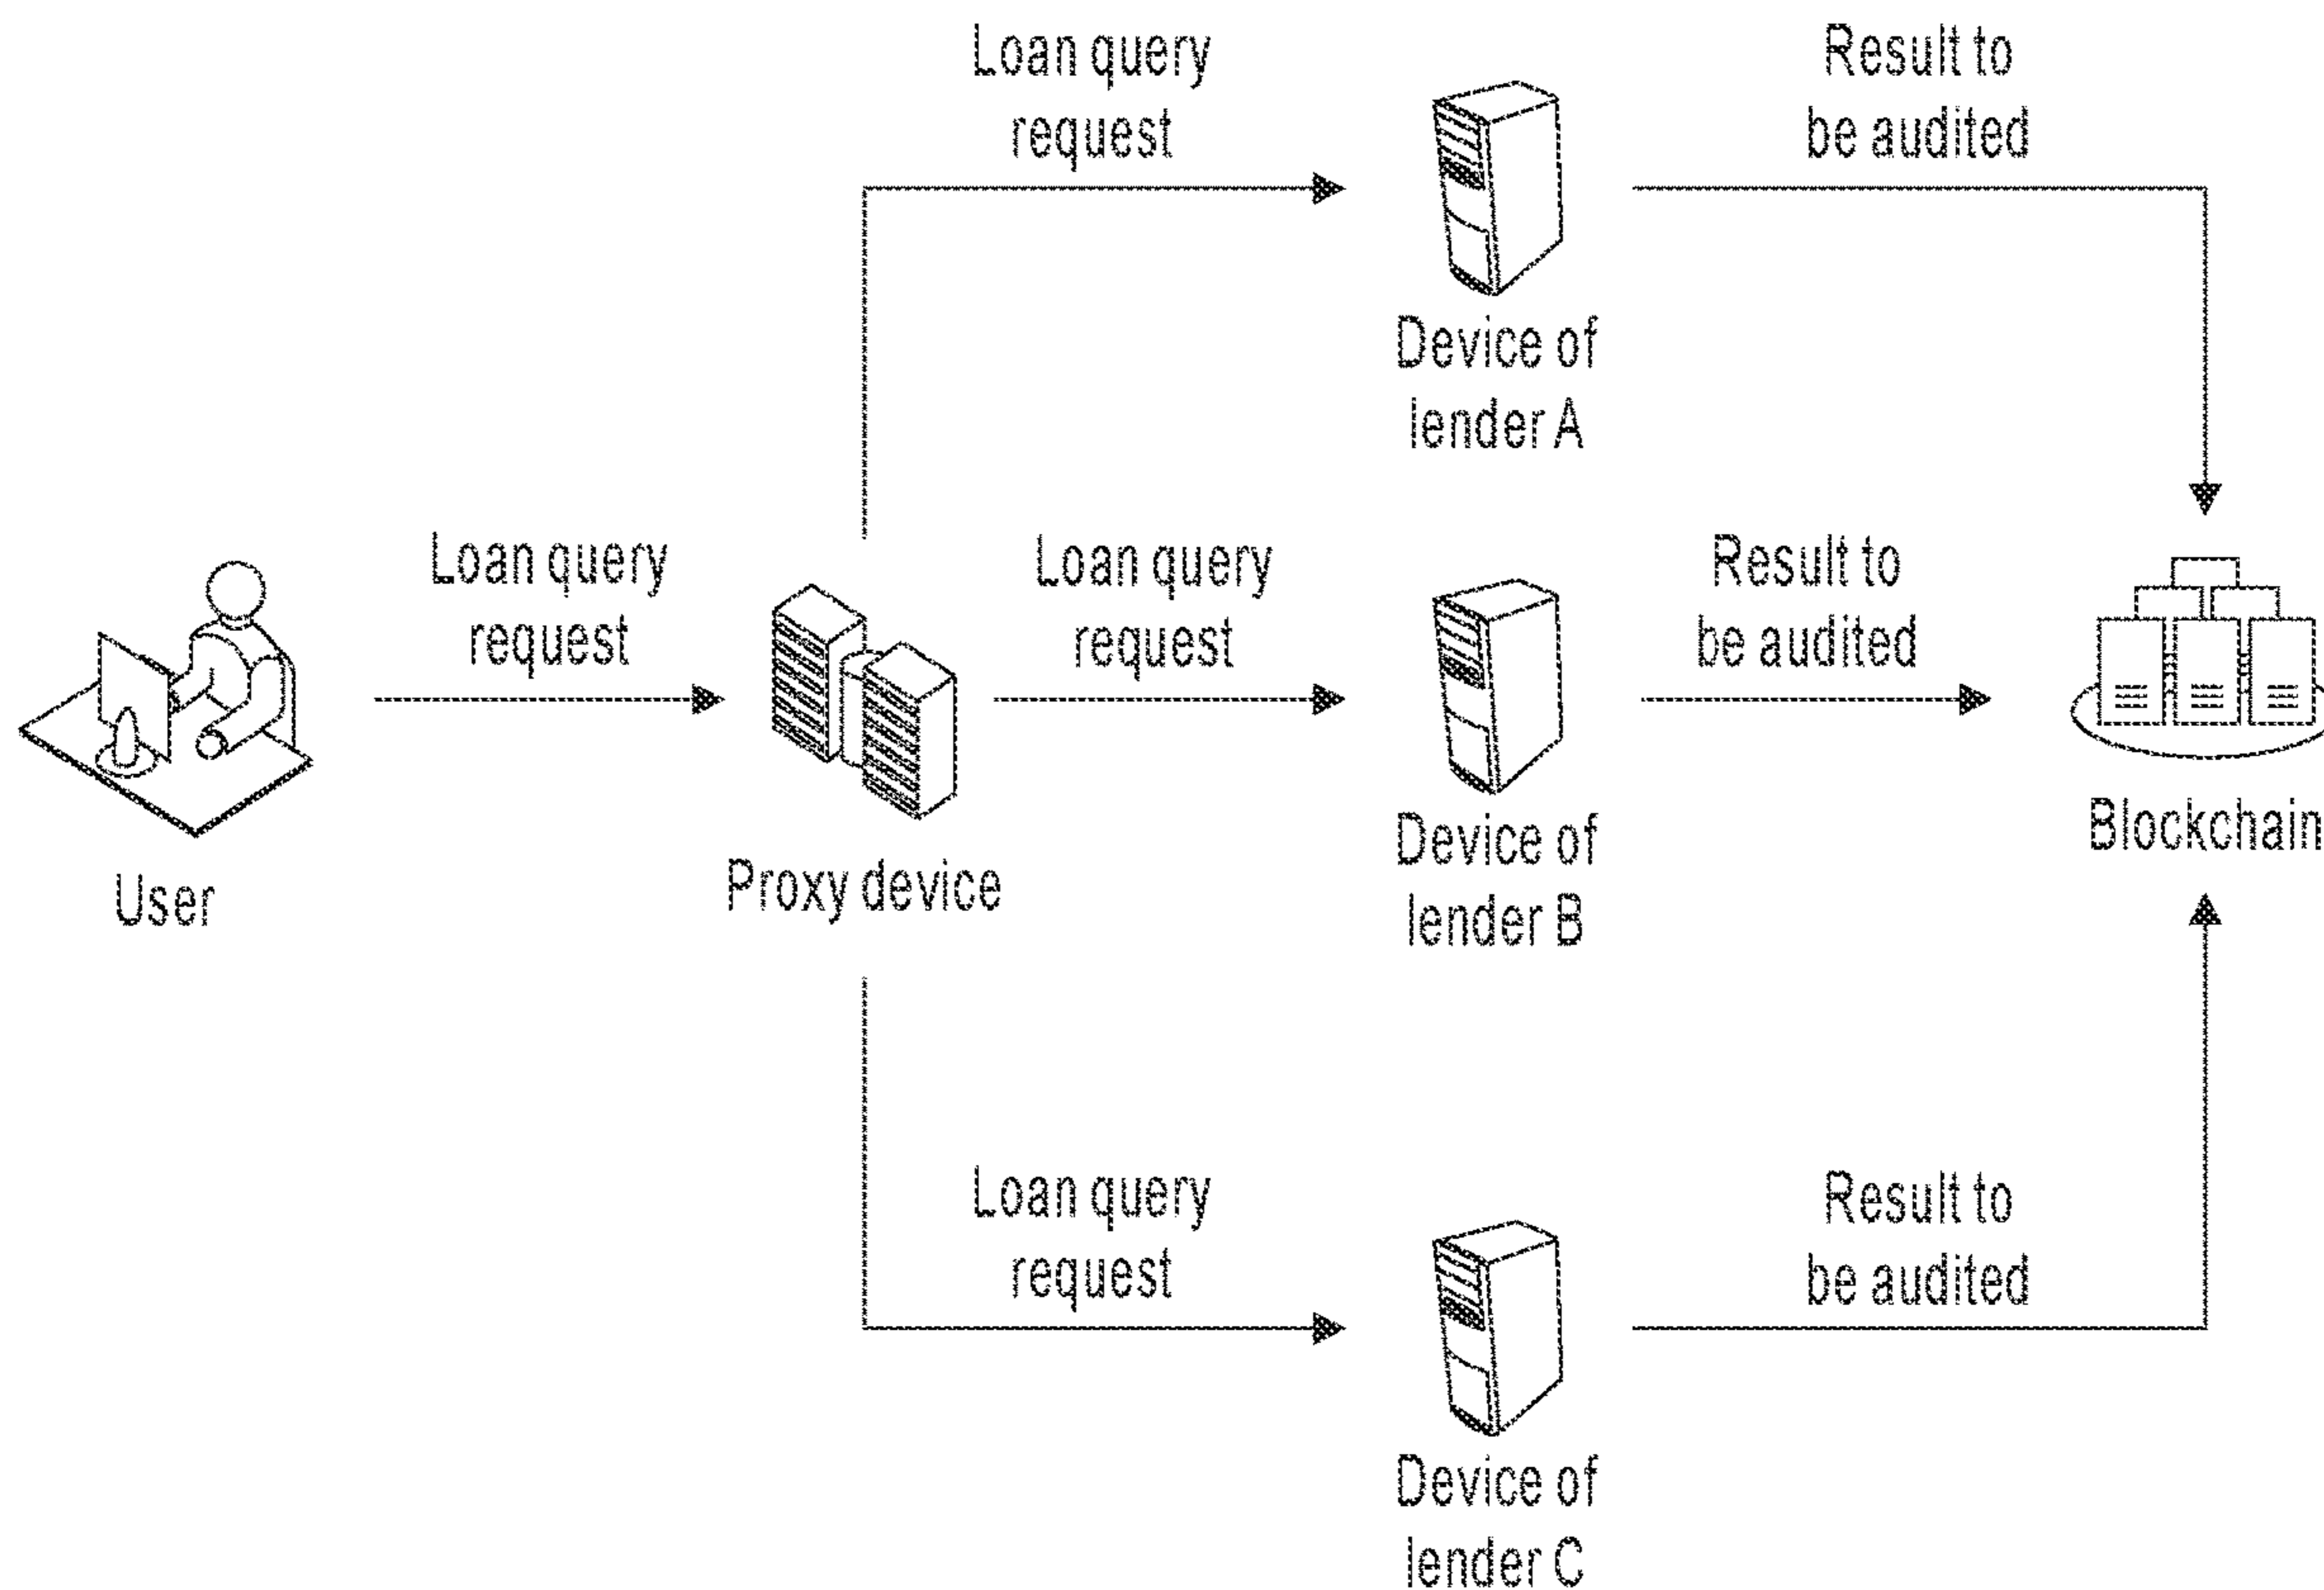 Loan query
request
Result to
be audited
Device of
lender A
Loan query
request
Loan query
request
Result to
be audited
User
Proxy device
Device of
lender B
Blockchain
Loan query
request
Result to
be audited
Device of
lender C